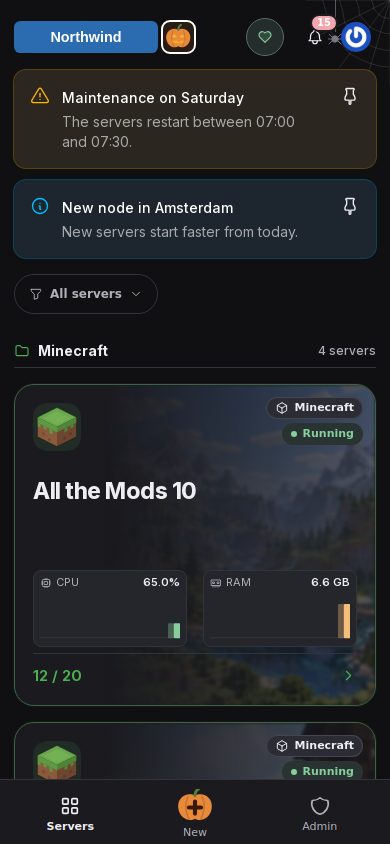 Northwind
15
Maintenance on Saturday
The servers restart between 07:00
and 07:30.
New node in Amsterdam
New servers start faster from today.
All servers
Minecraft
4 servers
Minecraft
Running
All the Mods 10
CPU
65.0%
RAM
6.6 GB
12 / 20
Minecraft
Running
Servers
New
Admin